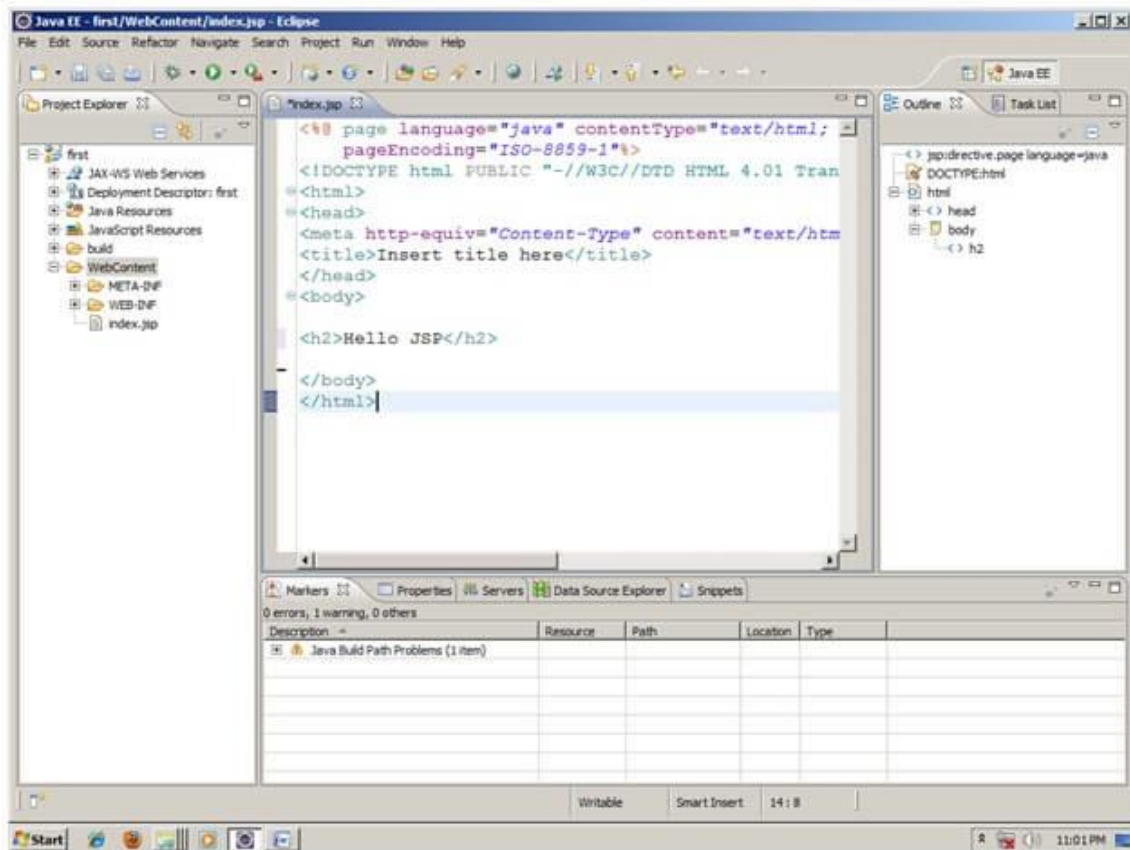 Java EE - first/WebContent/index.jsp - Eclipse
File Edit Source Refactor Navigate Search Project Run Window Help
Java EE
Project Explorer
first
JAX-WS Web Services
Deployment Descriptor: first
Java Resources
JavaScript Resources
build
WebContent
META-INF
WEB-INF
index.jsp
*index.jsp
<%@ page language="java" contentType="text/html;
pageEncoding="ISO-8859-1"%>
<!DOCTYPE html PUBLIC "-//W3C//DTD HTML 4.01 Tran
<html>
<head>
<meta http-equiv="Content-Type" content="text/htm
<title>Insert title here</title>
</head>
<body>
<h2>Hello JSP</h2>
</body>
</html>
Outline Task List
jsp:directive.page language=java
DOCTYPE:html
html
head
body
h2
Markers Properties Servers Data Source Explorer Snippets
0 errors, 1 warning, 0 others
Description Resource Path Location Type
Java Build Path Problems (1 item)
Writable Smart Insert 14 : 8
Start 11:01 PM